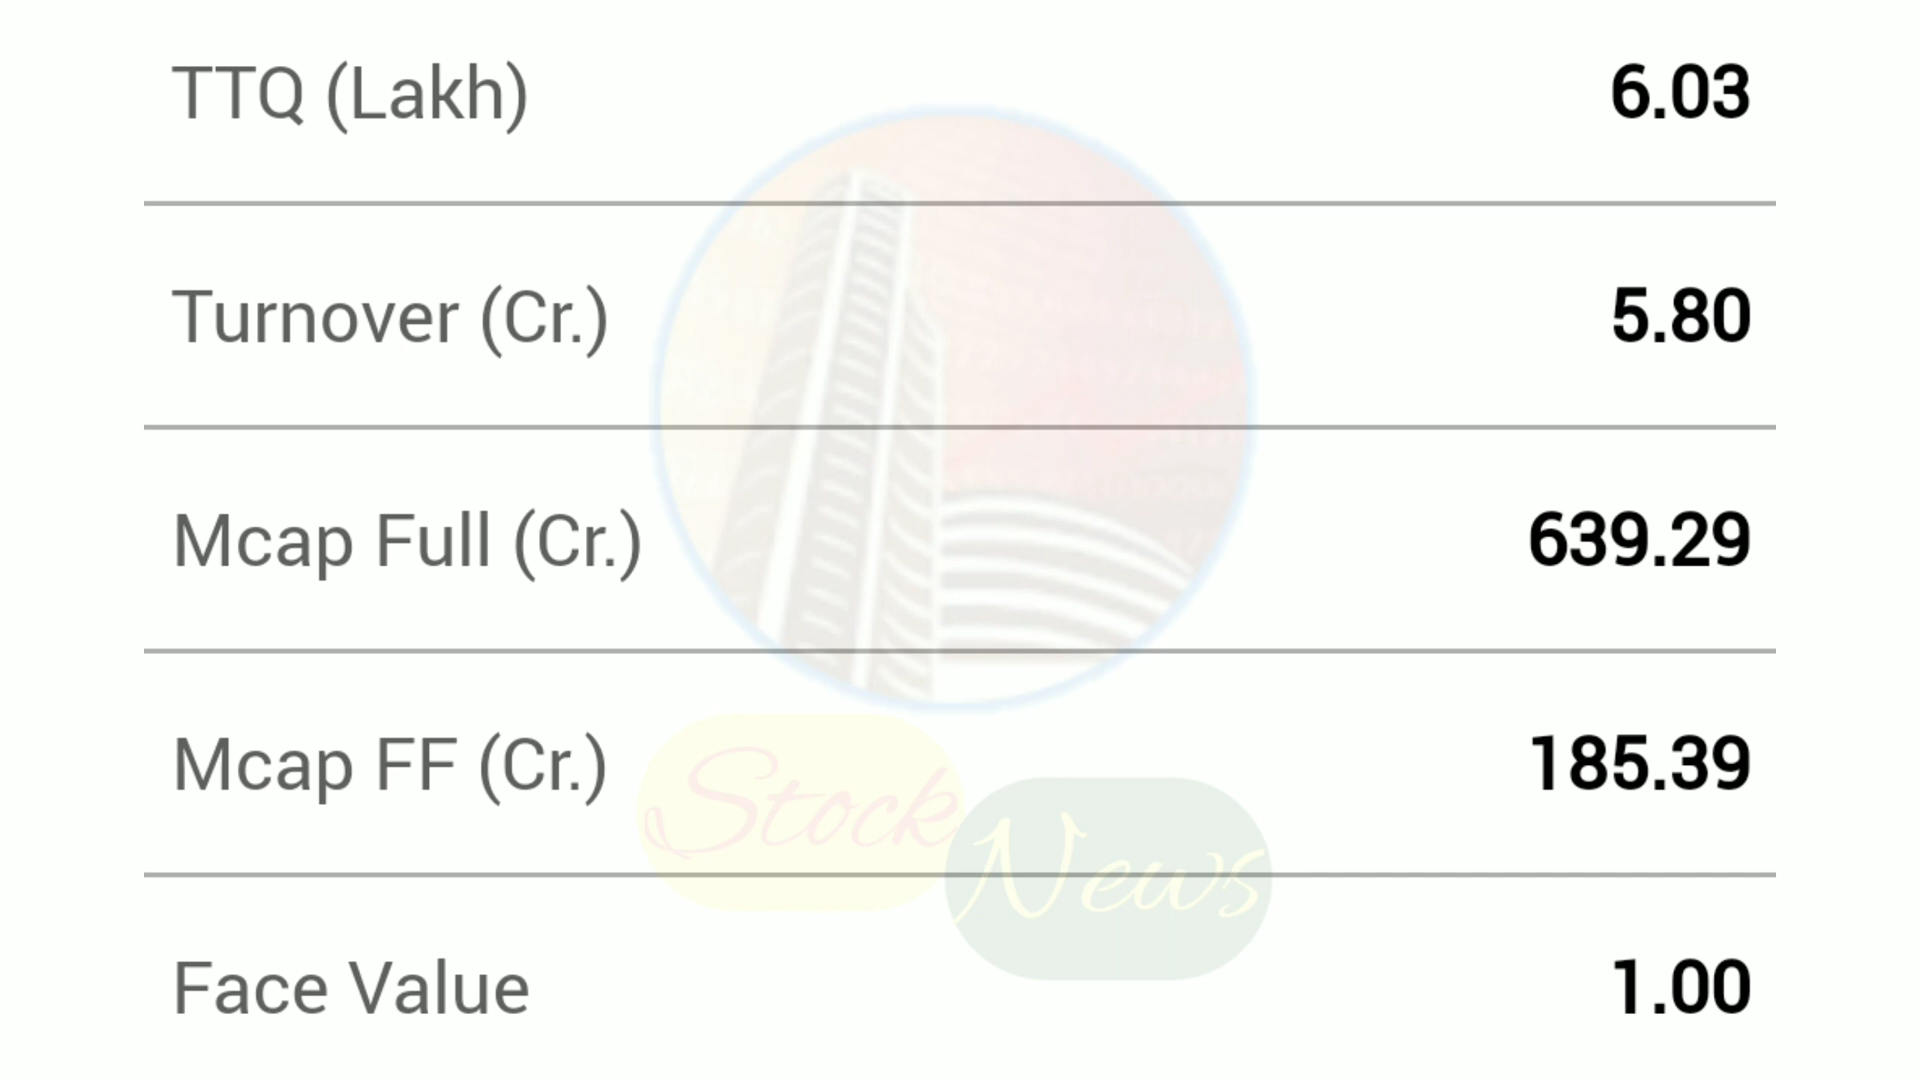 TTQ (Lakh) 6.03
Turnover (Cr.) 5.80
Mcap Full (Cr.) 639.29
Mcap FF (Cr.) 185.39
Stock
News
Face Value 1.00